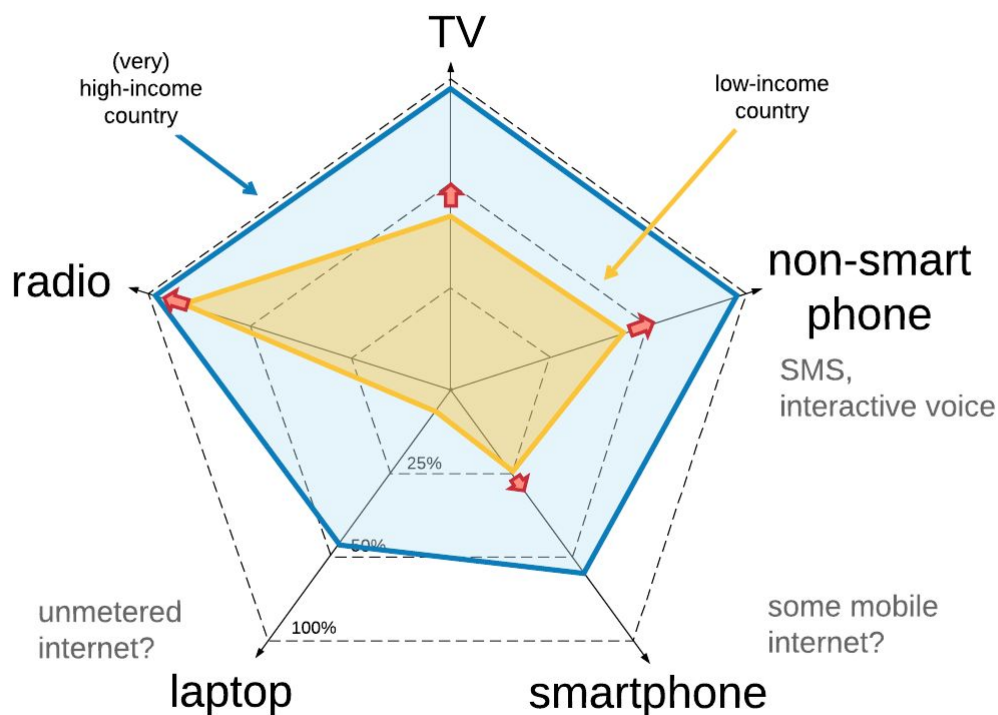 TV
(very)
high-income
country
low-income
country
radio
non-smart
phone
SMS,
interactive voice
25%
50%
unmetered
internet?
some mobile
internet?
100%
laptop
smartphone